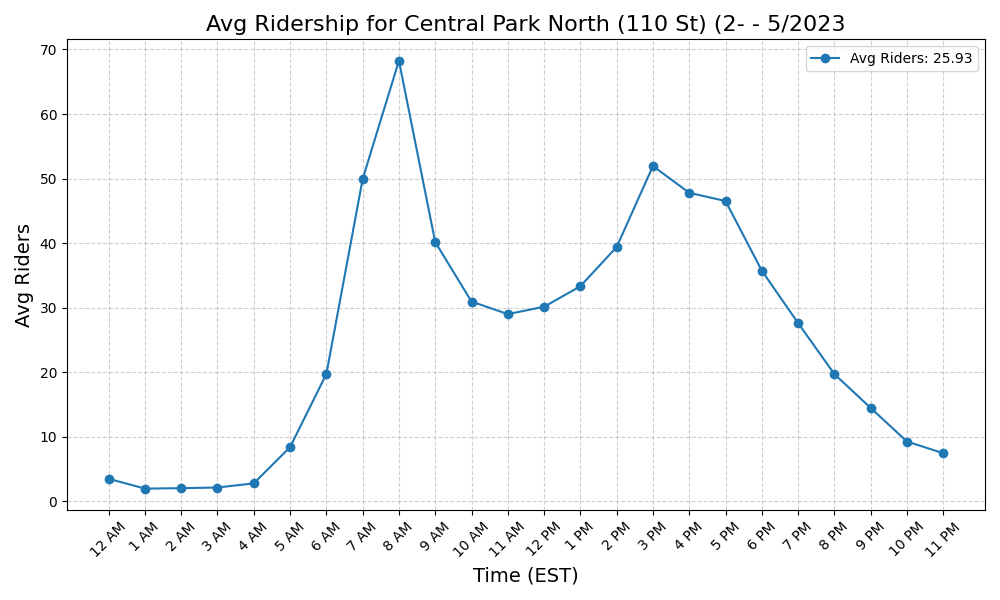 Avg Ridership for Central Park North (110 St) (2- - 5/2023
Avg Riders: 25.93
Avg Riders
70
60
50
40
30
20
10
0
12 AM
1 AM
2 AM
3 AM
4 AM
5 AM
6 AM
7 AM
8 AM
9 AM
10 AM
11 AM
12 PM
1 PM
2 PM
3 PM
4 PM
5 PM
6 PM
7 PM
8 PM
9 PM
10 PM
11 PM
Time (EST)